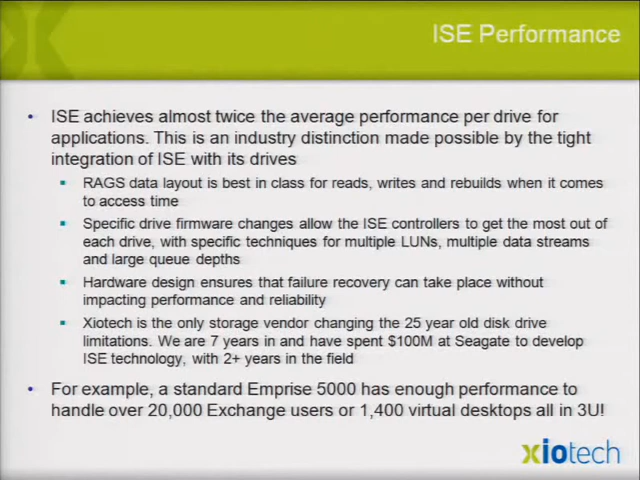 ISE Performance
• ISE achieves almost twice the average performance per drive for
applications. This is an industry distinction made possible by the tight
integration of ISE with its drives
▪ RAGS data layout is best in class for reads, writes and rebuilds when it comes
to access time
▪ Specific drive firmware changes allow the ISE controllers to get the most out of
each drive, with specific techniques for multiple LUNs, multiple data streams
and large queue depths
▪ Hardware design ensures that failure recovery can take place without
impacting performance and reliability
▪ Xiotech is the only storage vendor changing the 25 year old disk drive
limitations. We are 7 years in and have spent $100M at Seagate to develop
ISE technology, with 2+ years in the field
• For example, a standard Emprise 5000 has enough performance to
handle over 20,000 Exchange users or 1,400 virtual desktops all in 3U!
xiotech